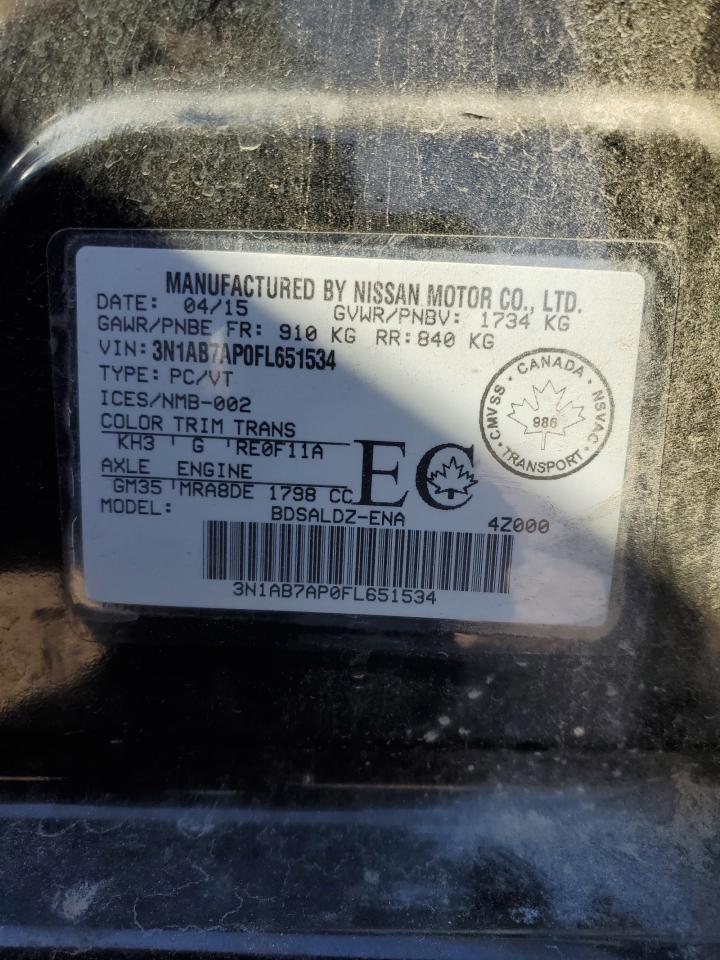 MANUFACTURED BY NISSAN MOTOR CO., LTD.
DATE: 04/15 GVWR/PNBV: 1734 KG
GAWR/PNBE FR: 910 KG RR: 840 KG
VIN: 3N1AB7AP0FL651534
TYPE: PC/VT
ICES/NMB-002
COLOR TRIM TRANS
KH3 G RE0F11A
AXLE ENGINE
GM35 MRA8DE 1798 CC
MODEL: BDSALDZ-ENA 4Z000
EC
CANADA
CMVSS
986
NSVAC
TRANSPORT
3N1AB7AP0FL651534